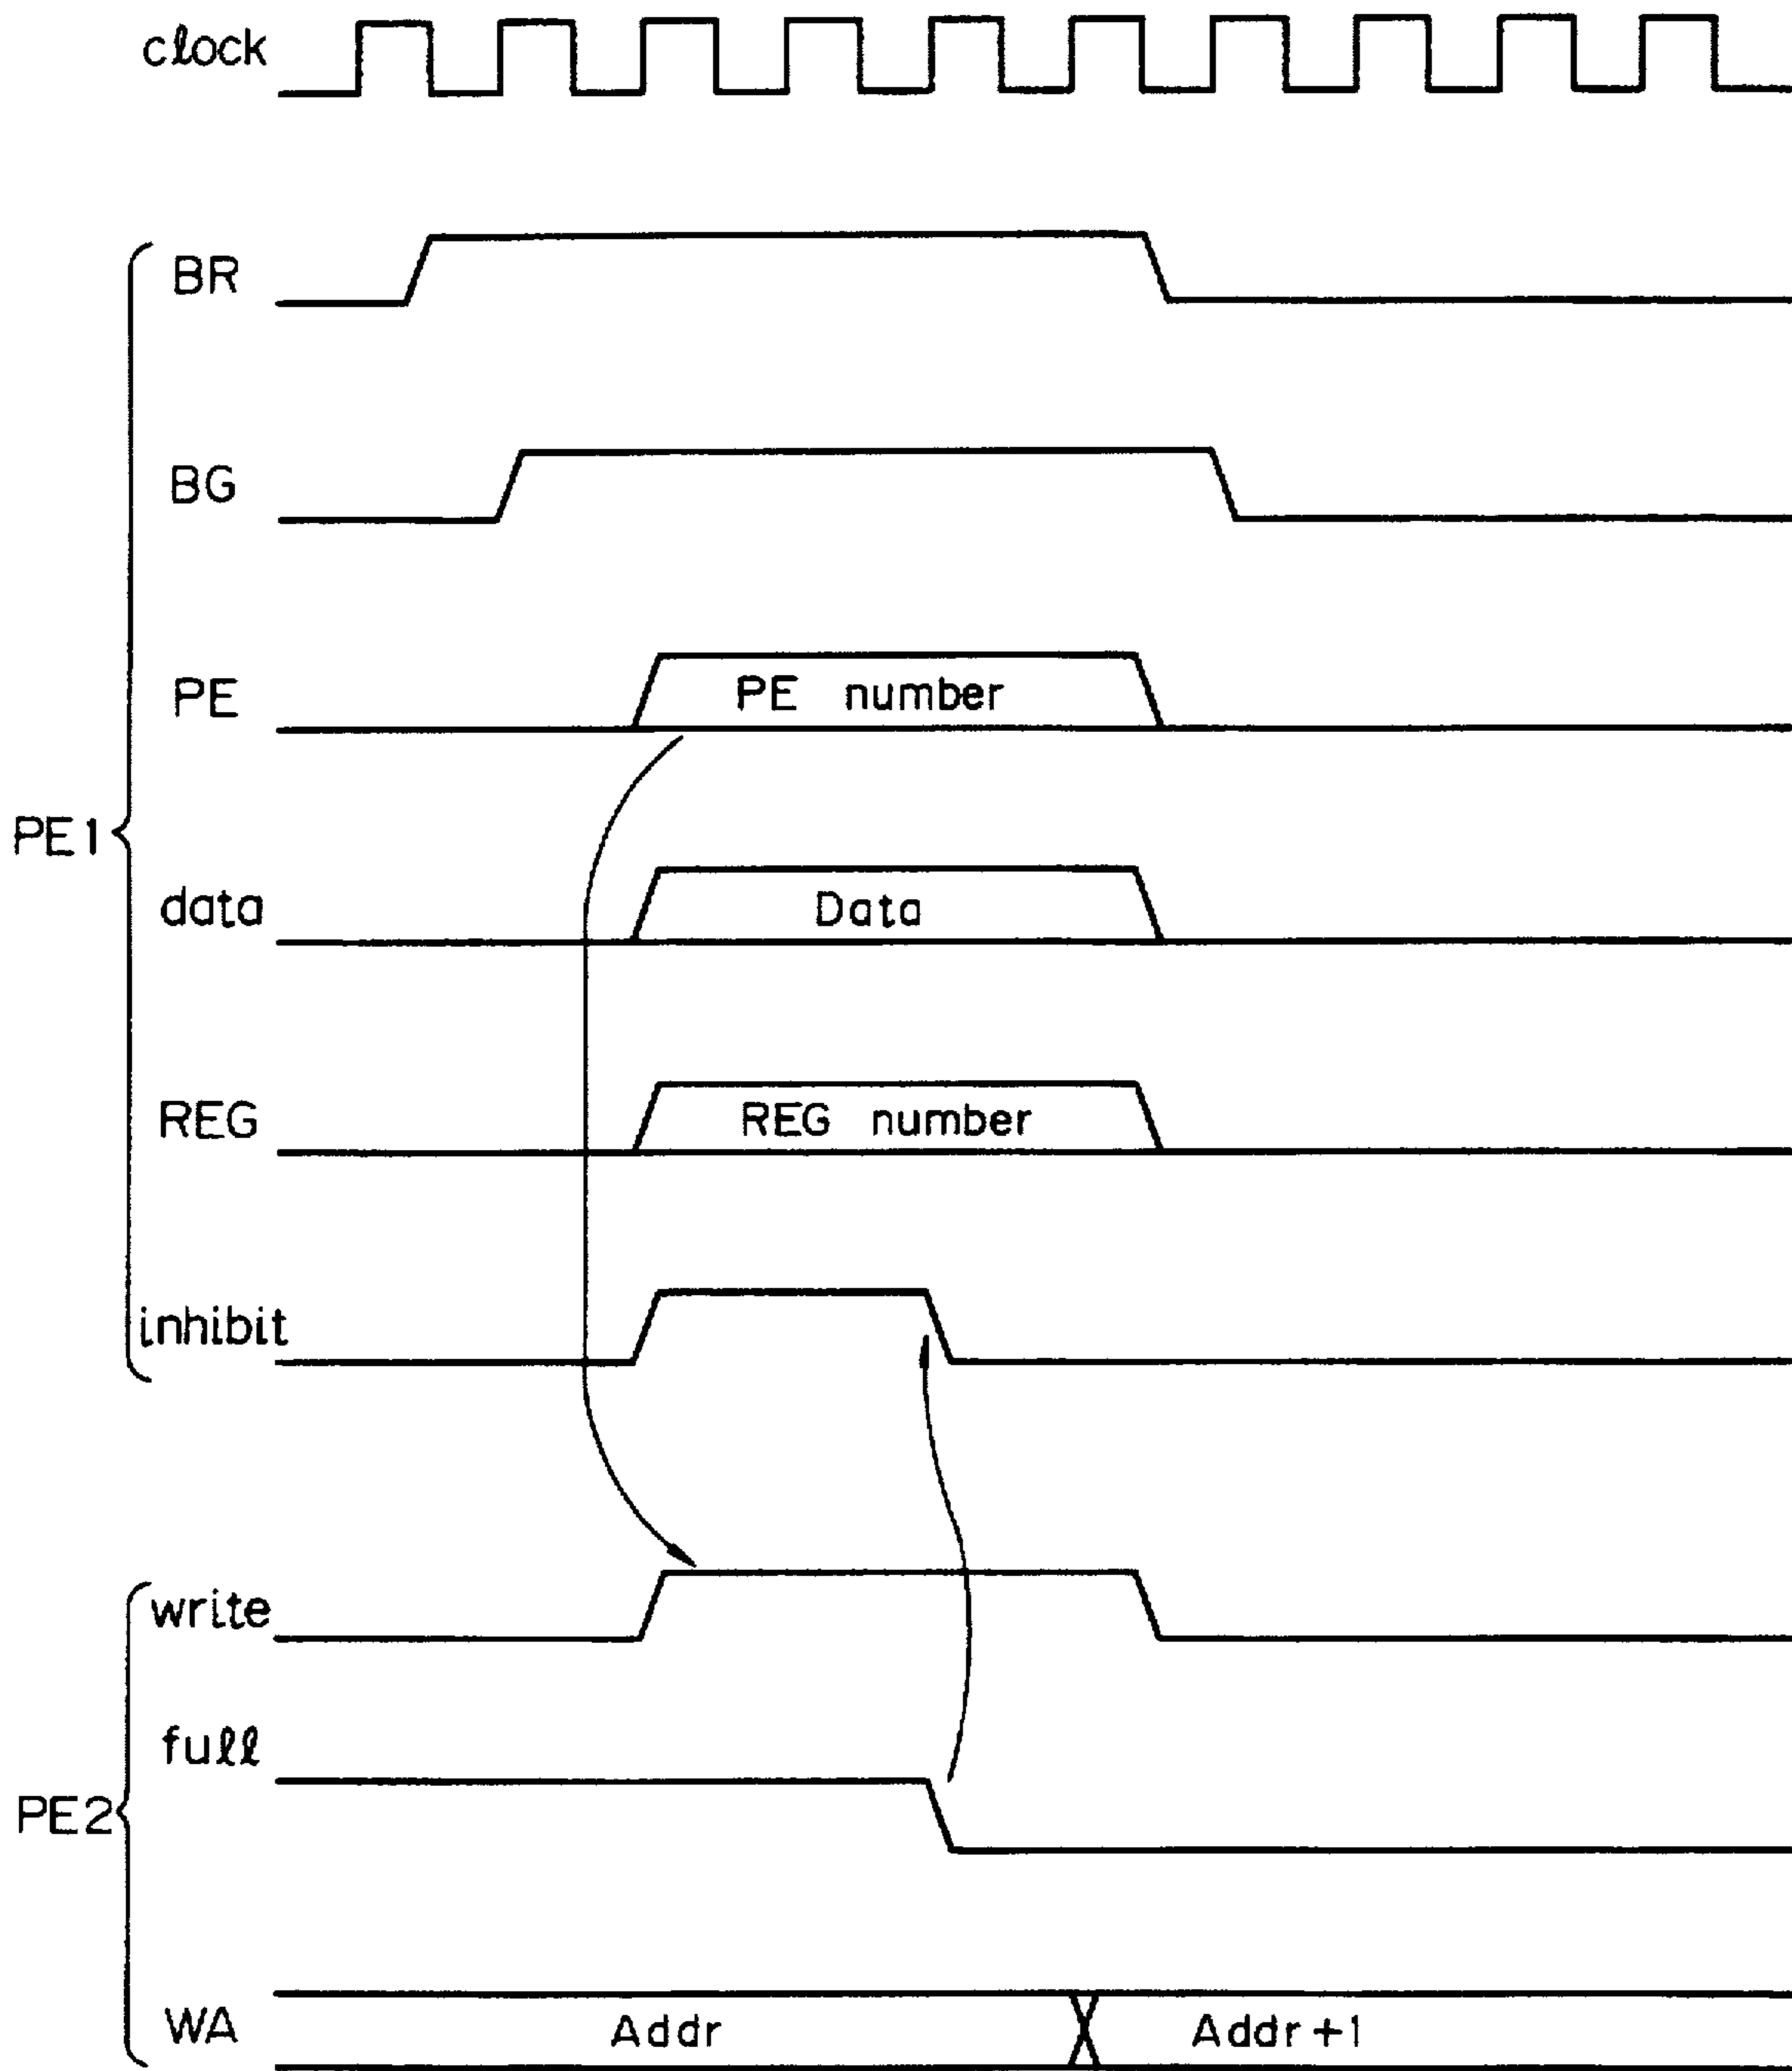 clock
BR
BG
PE
PE number
PE1
data
Data
REG
REG number
inhibit
write
full
PE2
WA
Addr
Addr+1